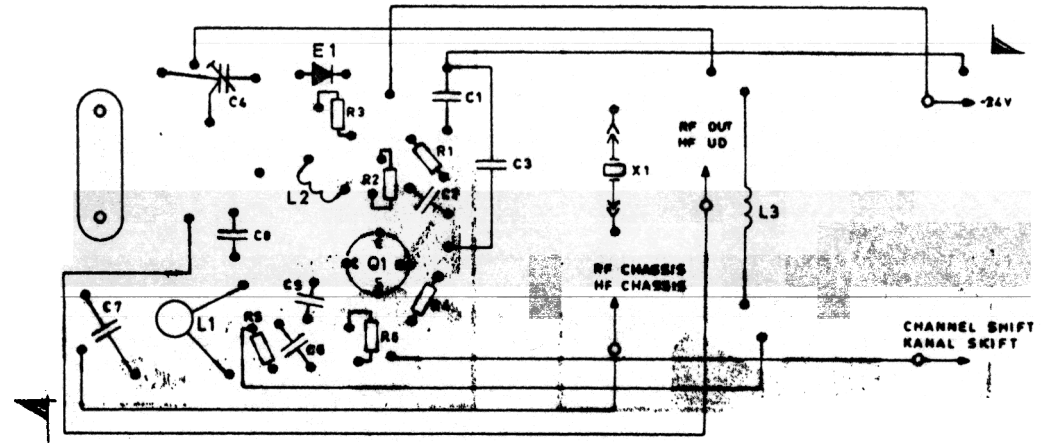 E1
C4
R3
C1
-24V
RF OUT
HF UD
R1
C3
X1
R2
C2
L2
L3
C8
Q1
RF CHASSIS
HF CHASSIS
C5
R4
C7
L1
R5
C6
R6
CHANNEL SHIFT
KANAL SKIFT